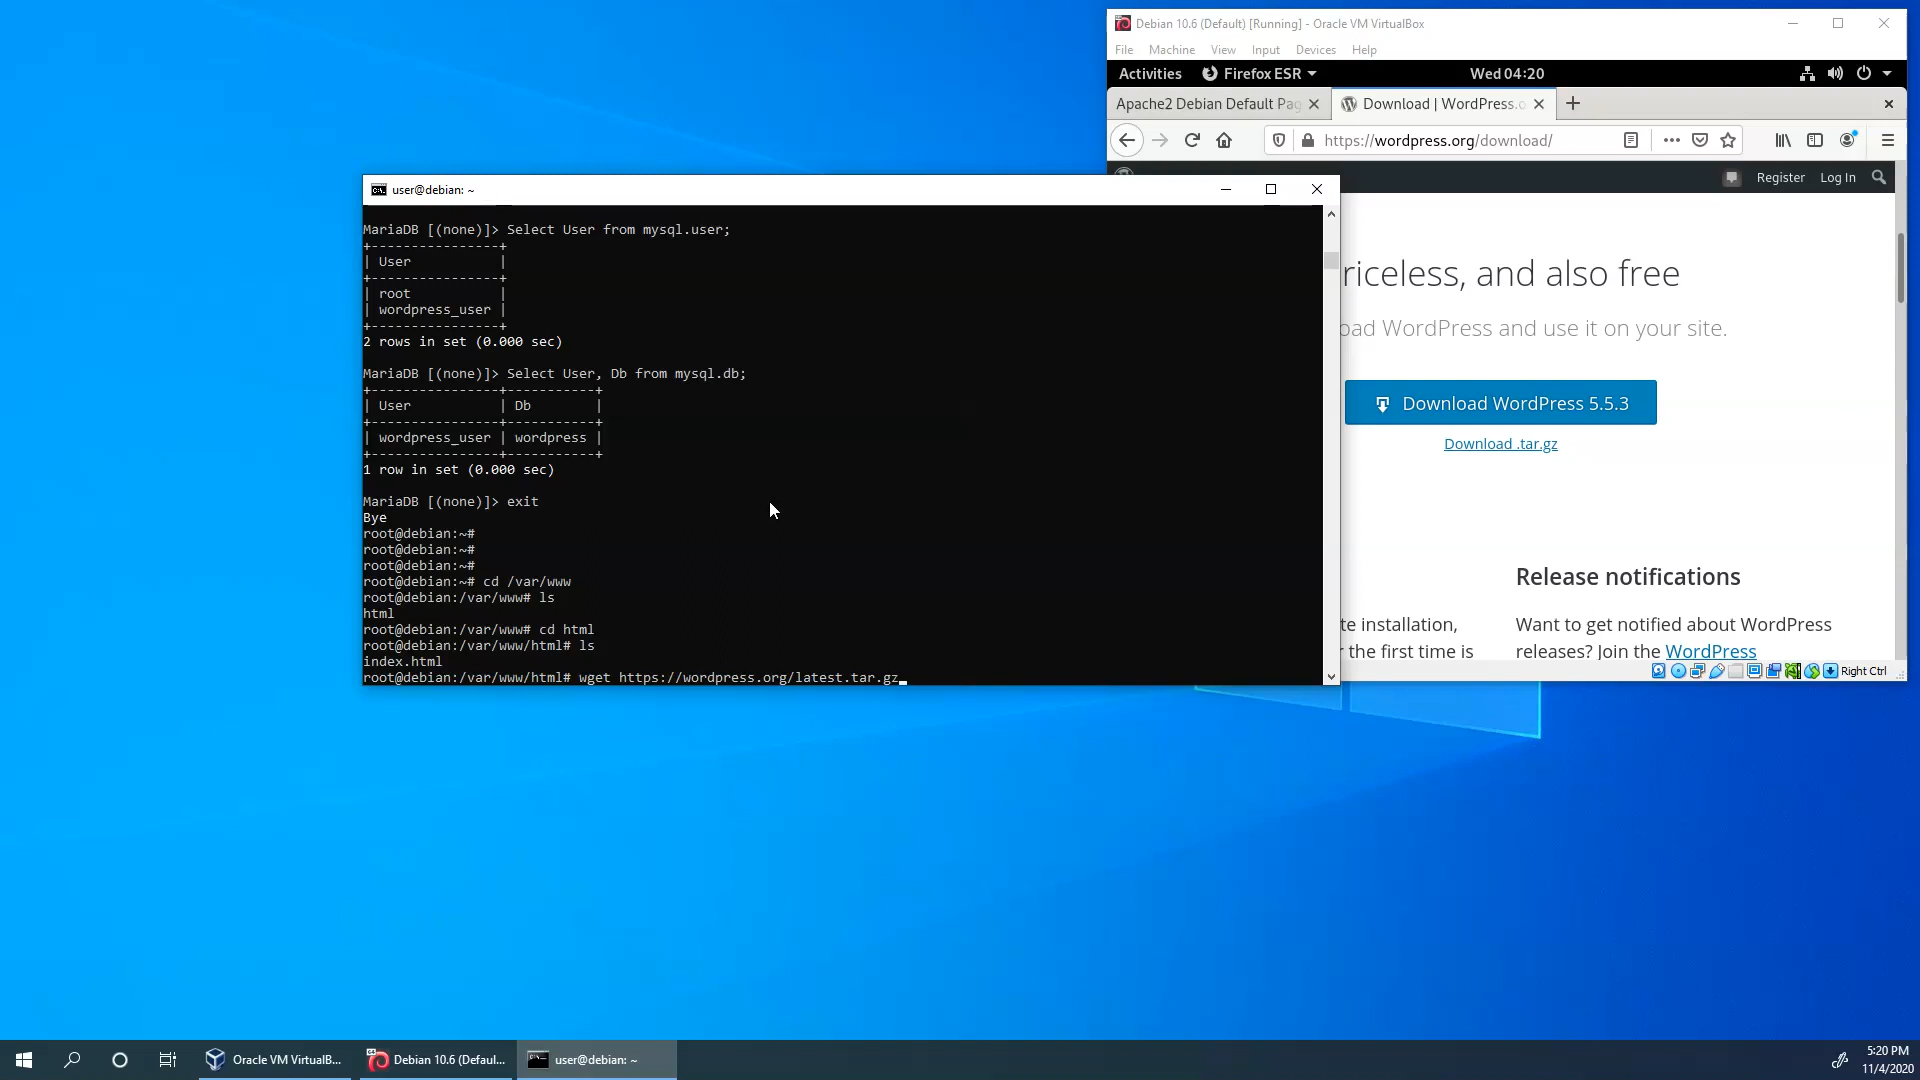 Debian 10.6 (Default) [Running] - Oracle VM VirtualBox
File Machine View Input Devices Help
Activities Firefox ESR Wed 04:20
Apache2 Debian Default Pag Download | WordPress.o
https://wordpress.org/download/
Register Log In
riceless, and also free
oad WordPress and use it on your site.
Download WordPress 5.5.3
Download .tar.gz
Release notifications
te installation,
r the first time is
Want to get notified about WordPress
releases? Join the WordPress
Right Ctrl
user@debian: ~
MariaDB [(none)]> Select User from mysql.user;
+----------------+
| User           |
+----------------+
| root           |
| wordpress_user |
+----------------+
2 rows in set (0.000 sec)
MariaDB [(none)]> Select User, Db from mysql.db;
+----------------+-----------+
| User           | Db        |
+----------------+-----------+
| wordpress_user | wordpress |
+----------------+-----------+
1 row in set (0.000 sec)
MariaDB [(none)]> exit
Bye
root@debian:~#
root@debian:~#
root@debian:~#
root@debian:~# cd /var/www
root@debian:/var/www# ls
html
root@debian:/var/www# cd html
root@debian:/var/www/html# ls
index.html
root@debian:/var/www/html# wget https://wordpress.org/latest.tar.gz
Oracle VM VirtualB... Debian 10.6 (Defaul... user@debian: ~
5:20 PM
11/4/2020